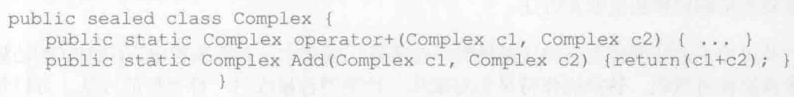 public sealed class Complex {
public static Complex operator+(Complex c1, Complex c2) { ... }
public static Complex Add(Complex c1, Complex c2) {return(c1+c2); }
}